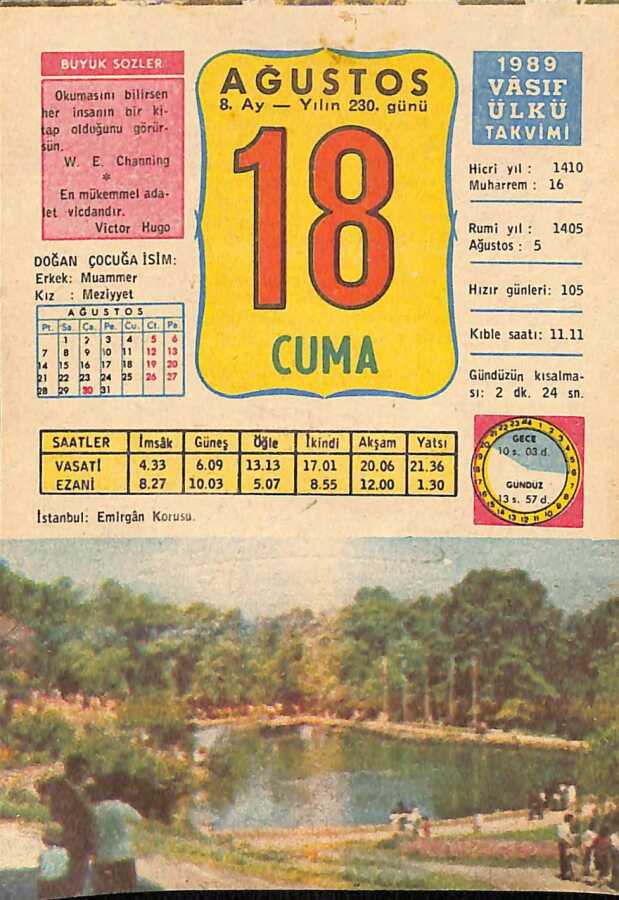 BÜYÜK SÖZLER
Okumasını bilirsen
her insanın bir ki-
tap olduğunu görür-
sün.
W. E. Channing
*
En mükemmel ada-
let vicdandır.
Victor Hugo
DOĞAN ÇOCUĞA İSİM:
Erkek: Muammer
Kız : Meziyyet
AĞUSTOS
Pt. Sa. Ça. Pe. Cu. Ct. Pa.
1 2 3 4 5 6
7 8 9 10 11 12 13
14 15 16 17 18 19 20
21 22 23 24 25 26 27
28 29 30 31
AĞUSTOS
8. Ay — Yılın 230. günü
18
CUMA
1989
VÂSIF
ÜLKÜ
TAKVİMİ
Hicri yıl : 1410
Muharrem : 16
Rumi yıl : 1405
Ağustos : 5
Hızır günleri: 105
Kıble saatı: 11.11
Gündüzün kısalma-
sı: 2 dk. 24 sn.
SAATLER İmsâk Güneş Öğle İkindi Akşam Yatsı
VASATİ 4.33 6.09 13.13 17.01 20.06 21.36
EZANİ 8.27 10.03 5.07 8.55 12.00 1.30
GECE
10 s. 03 d.
GÜNDÜZ
13 s. 57 d.
İstanbul: Emirgân Korusu.